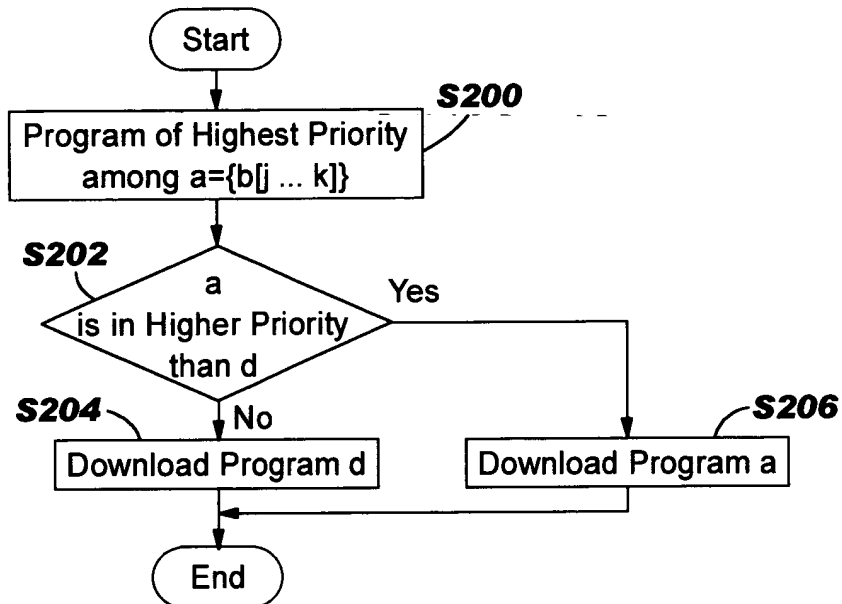 Start
S200
Program of Highest Priority
among a={b[j ... k]}
S202
a
is in Higher Priority
than d
Yes
No
S204
Download Program d
S206
Download Program a
End